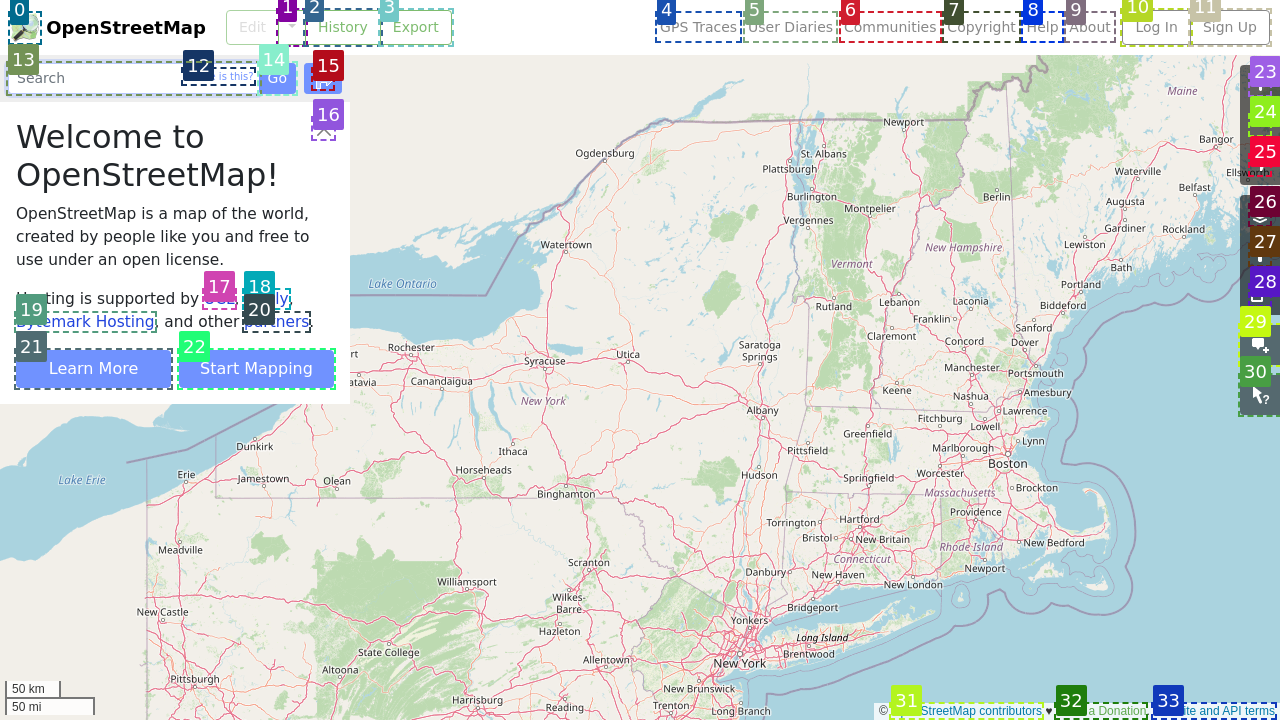 OpenStreetMap
Edit
History
Export
GPS Traces
User Diaries
Communities
Copyright
Help
About
Log In
Sign Up
Search
is this?
Go
Welcome to
OpenStreetMap!
OpenStreetMap is a map of the world,
created by people like you and free to
use under an open license.
Hosting is supported by
Bytemark Hosting, and other partners.
Learn More
Start Mapping
0
1
2
3
4
5
6
7
8
9
10
11
12
13
14
15
16
17
18
19
20
21
22
23
24
25
26
27
28
29
30
31
32
33
Maine
Newport
Bangor
Ogdensburg
St. Albans
Plattsburgh
Waterville
Ellsworth
Burlington
Berlin
Belfast
Montpelier
Augusta
Vergennes
Gardiner
Rockland
Watertown
New Hampshire
Lewiston
Vermont
Bath
Lake Ontario
Portland
Lebanon
Laconia
Biddeford
Rutland
Franklin
Sanford
Claremont
Concord
Dover
Rochester
Utica
Saratoga
Springs
Syracuse
Manchester
Portsmouth
Canandaigua
Keene
Nashua
Amesbury
New York
Albany
Fitchburg
Lawrence
Lowell
Greenfield
Lynn
Dunkirk
Ithaca
Pittsfield
Marlborough
Boston
Erie
Jamestown
Olean
Horseheads
Hudson
Springfield
Worcester
Lake Erie
Binghamton
Massachusetts
Brockton
Torrington
Hartford
Providence
Bristol
New Britain
Rhode Island
New Bedford
Meadville
Connecticut
Scranton
Danbury
New Haven
Newport
Williamsport
New London
Wilkes-
Barre
Bridgeport
New Castle
Yonkers
Hazleton
Long Island
State College
Brentwood
Allentown
New York
Altoona
Pittsburgh
New Brunswick
Harrisburg
Reading
Trenton
Long Branch
50 km
50 mi
©
StreetMap contributors ♥
a Donation
te and API terms